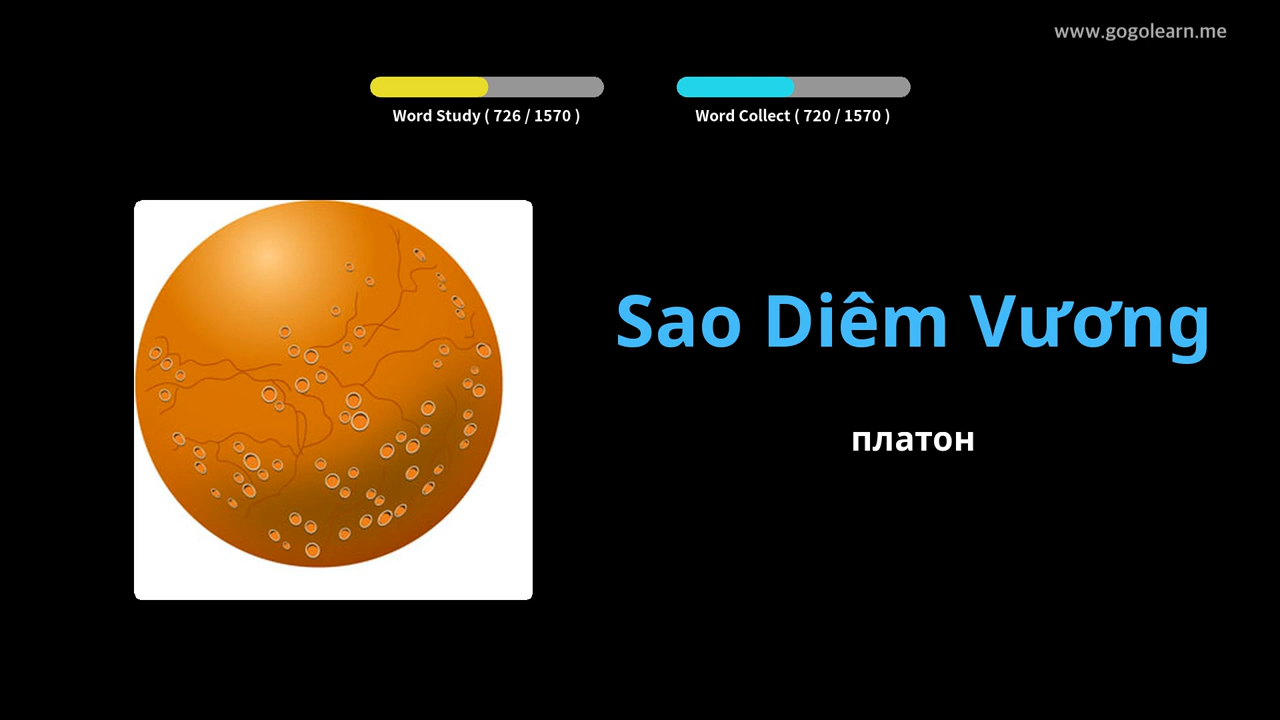 www.gogolearn.me
Word Study ( 726 / 1570 )
Word Collect ( 720 / 1570 )
Sao Diêm Vương
платон